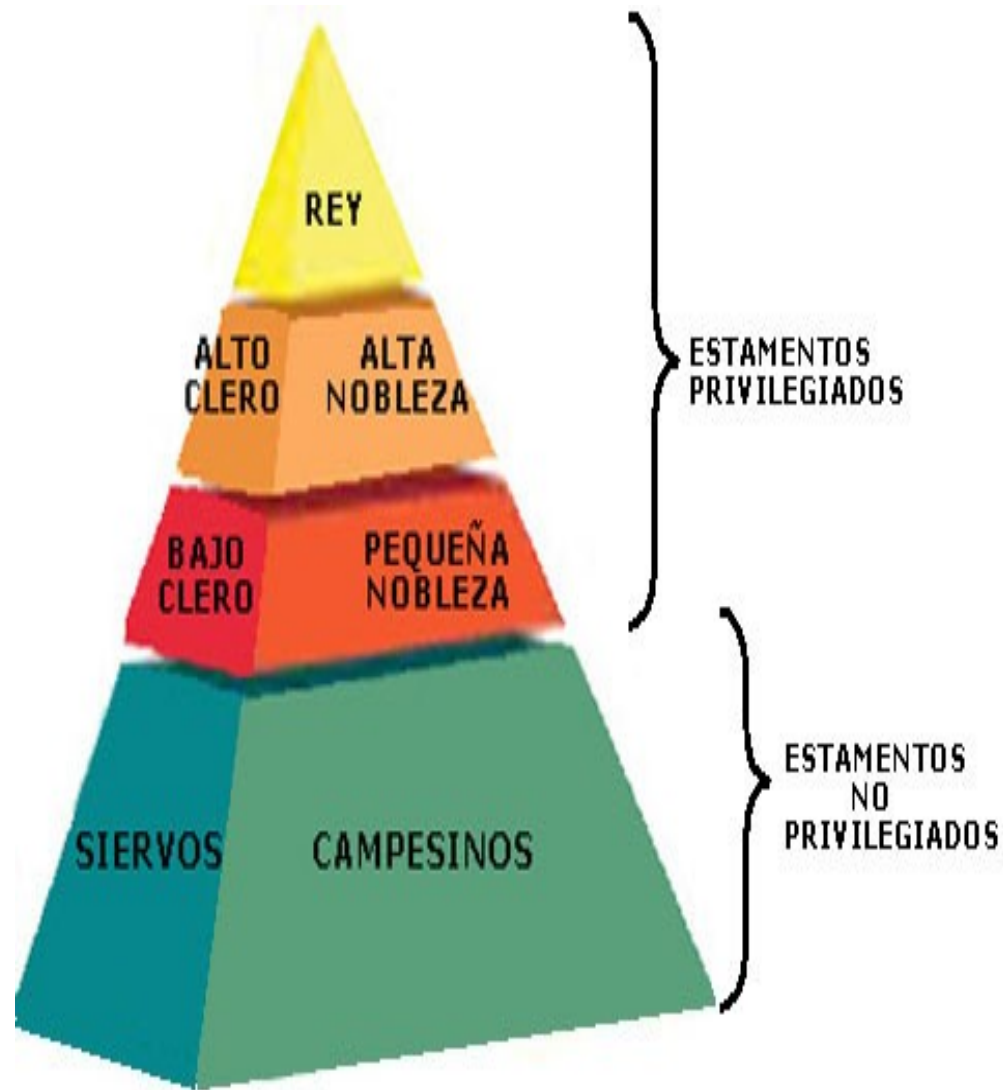 REY
ALTO
CLERO
ALTA
NOBLEZA
BAJO
CLERO
PEQUEÑA
NOBLEZA
SIERVOS
CAMPESINOS
ESTAMENTOS
PRIVILEGIADOS
ESTAMENTOS
NO
PRIVILEGIADOS